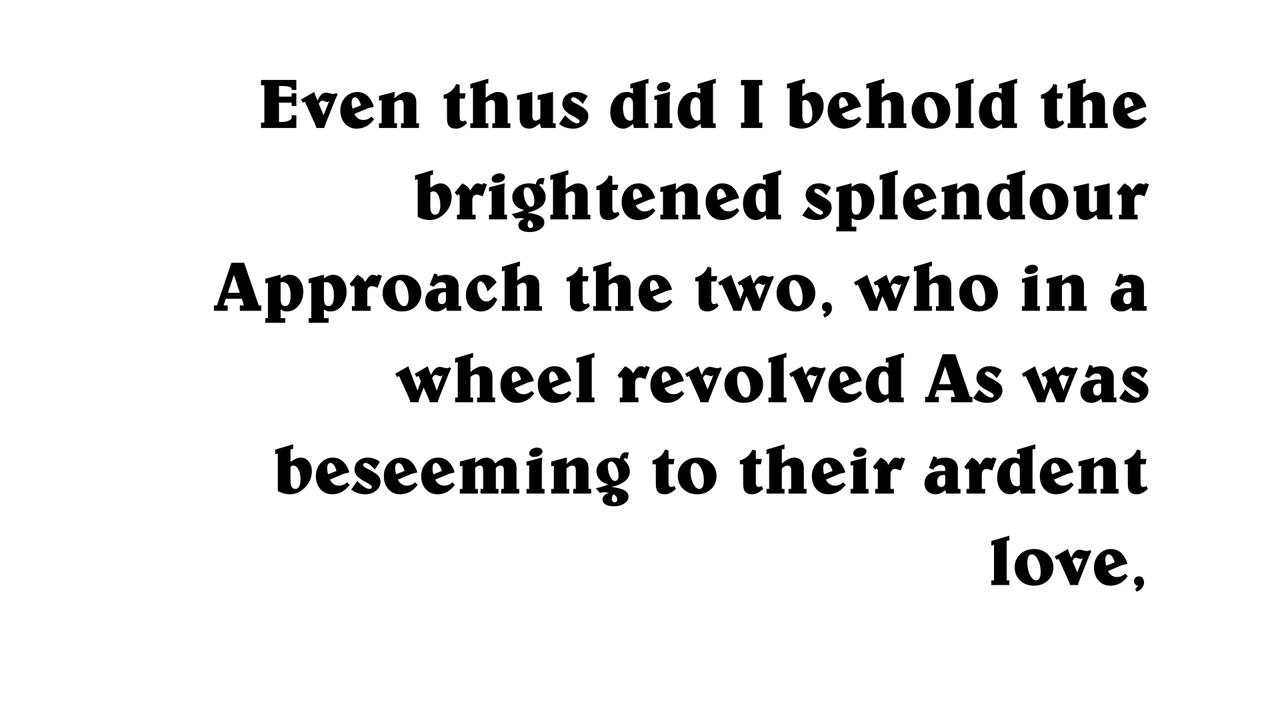 Even thus did I behold the
brightened splendour
Approach the two, who in a
wheel revolved As was
beseeming to their ardent
love,